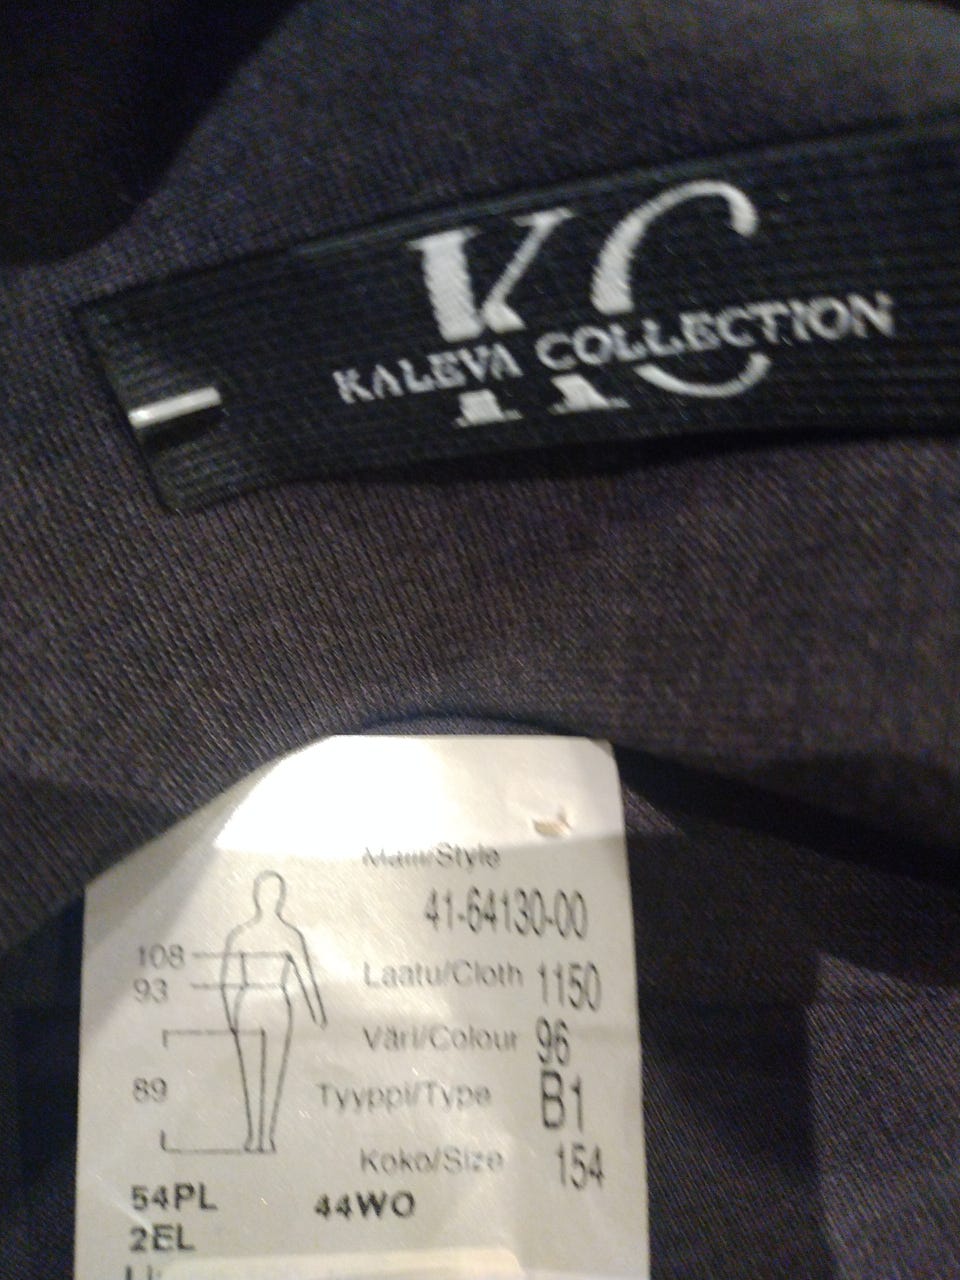 KC
KALEVA COLLECTION
Malli/Style
41-64130-00
108
Laatu/Cloth 1150
93
Väri/Colour 96
89
Tyyppi/Type B1
Koko/Size 154
54PL 44WO
2EL